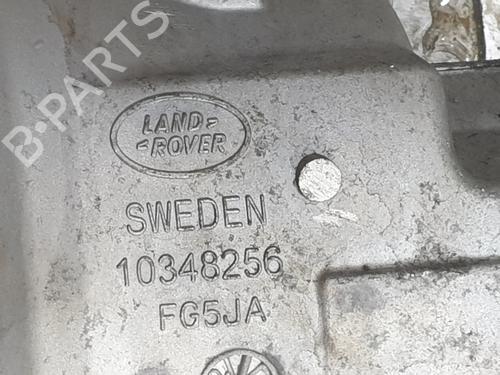 B-PARTS
LAND-
-ROVER
SWEDEN
10348256
FG5JA